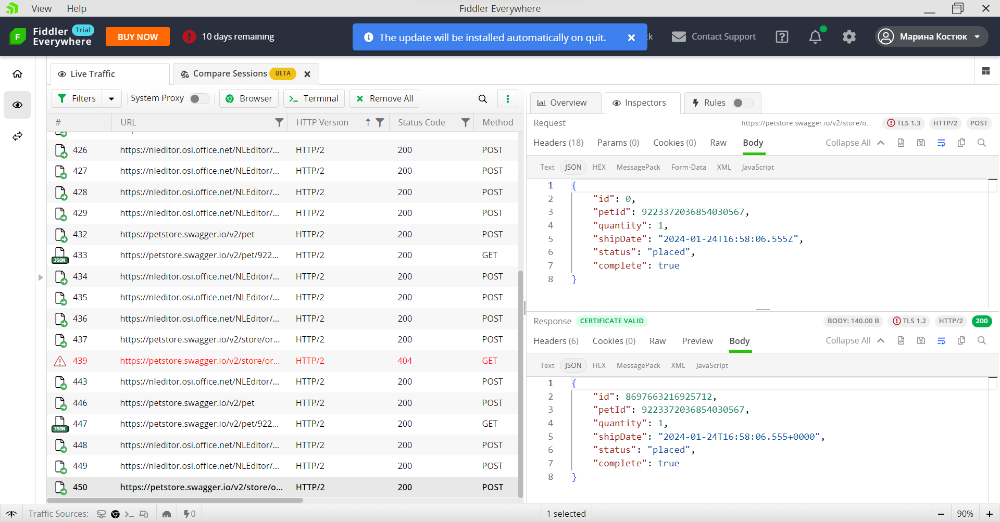 View Help Fiddler Everywhere
Fiddler Everywhere Trial BUY NOW 10 days remaining The update will be installed automatically on quit. ck Contact Support Марина Костюк
Live Traffic Compare Sessions BETA
Filters System Proxy Browser Terminal Remove All
# URL HTTP Version Status Code Method
426 https://nleditor.osi.office.net/NLEditor/... HTTP/2 200 POST
427 https://nleditor.osi.office.net/NLEditor/... HTTP/2 200 POST
428 https://nleditor.osi.office.net/NLEditor/... HTTP/2 200 POST
429 https://nleditor.osi.office.net/NLEditor/... HTTP/2 200 POST
432 https://petstore.swagger.io/v2/pet HTTP/2 200 POST
JSON 433 https://petstore.swagger.io/v2/pet/922... HTTP/2 200 GET
434 https://nleditor.osi.office.net/NLEditor/... HTTP/2 200 POST
435 https://nleditor.osi.office.net/NLEditor/... HTTP/2 200 POST
436 https://nleditor.osi.office.net/NLEditor/... HTTP/2 200 POST
437 https://petstore.swagger.io/v2/store/or... HTTP/2 200 POST
439 https://petstore.swagger.io/v2/store/or... HTTP/2 404 GET
443 https://nleditor.osi.office.net/NLEditor/... HTTP/2 200 POST
446 https://petstore.swagger.io/v2/pet HTTP/2 200 POST
JSON 447 https://petstore.swagger.io/v2/pet/922... HTTP/2 200 GET
448 https://nleditor.osi.office.net/NLEditor/... HTTP/2 200 POST
449 https://nleditor.osi.office.net/NLEditor/... HTTP/2 200 POST
450 https://petstore.swagger.io/v2/store/o... HTTP/2 200 POST
Overview Inspectors Rules
Request https://petstore.swagger.io/v2/store/o... TLS 1.3 HTTP/2 POST
Headers (18) Params (0) Cookies (0) Raw Body Collapse All
Text JSON HEX MessagePack Form-Data XML JavaScript
1 {
2 "id": 0,
3 "petId": 9223372036854030567,
4 "quantity": 1,
5 "shipDate": "2024-01-24T16:58:06.555Z",
6 "status": "placed",
7 "complete": true
8 }
Response CERTIFICATE VALID BODY: 140.00 B TLS 1.2 HTTP/2 200
Headers (6) Cookies (0) Raw Preview Body Collapse All
Text JSON HEX MessagePack XML JavaScript
1 {
2 "id": 8697663216925712,
3 "petId": 9223372036854030567,
4 "quantity": 1,
5 "shipDate": "2024-01-24T16:58:06.555+0000",
6 "status": "placed",
7 "complete": true
8 }
Traffic Sources: 0 1 selected 90%